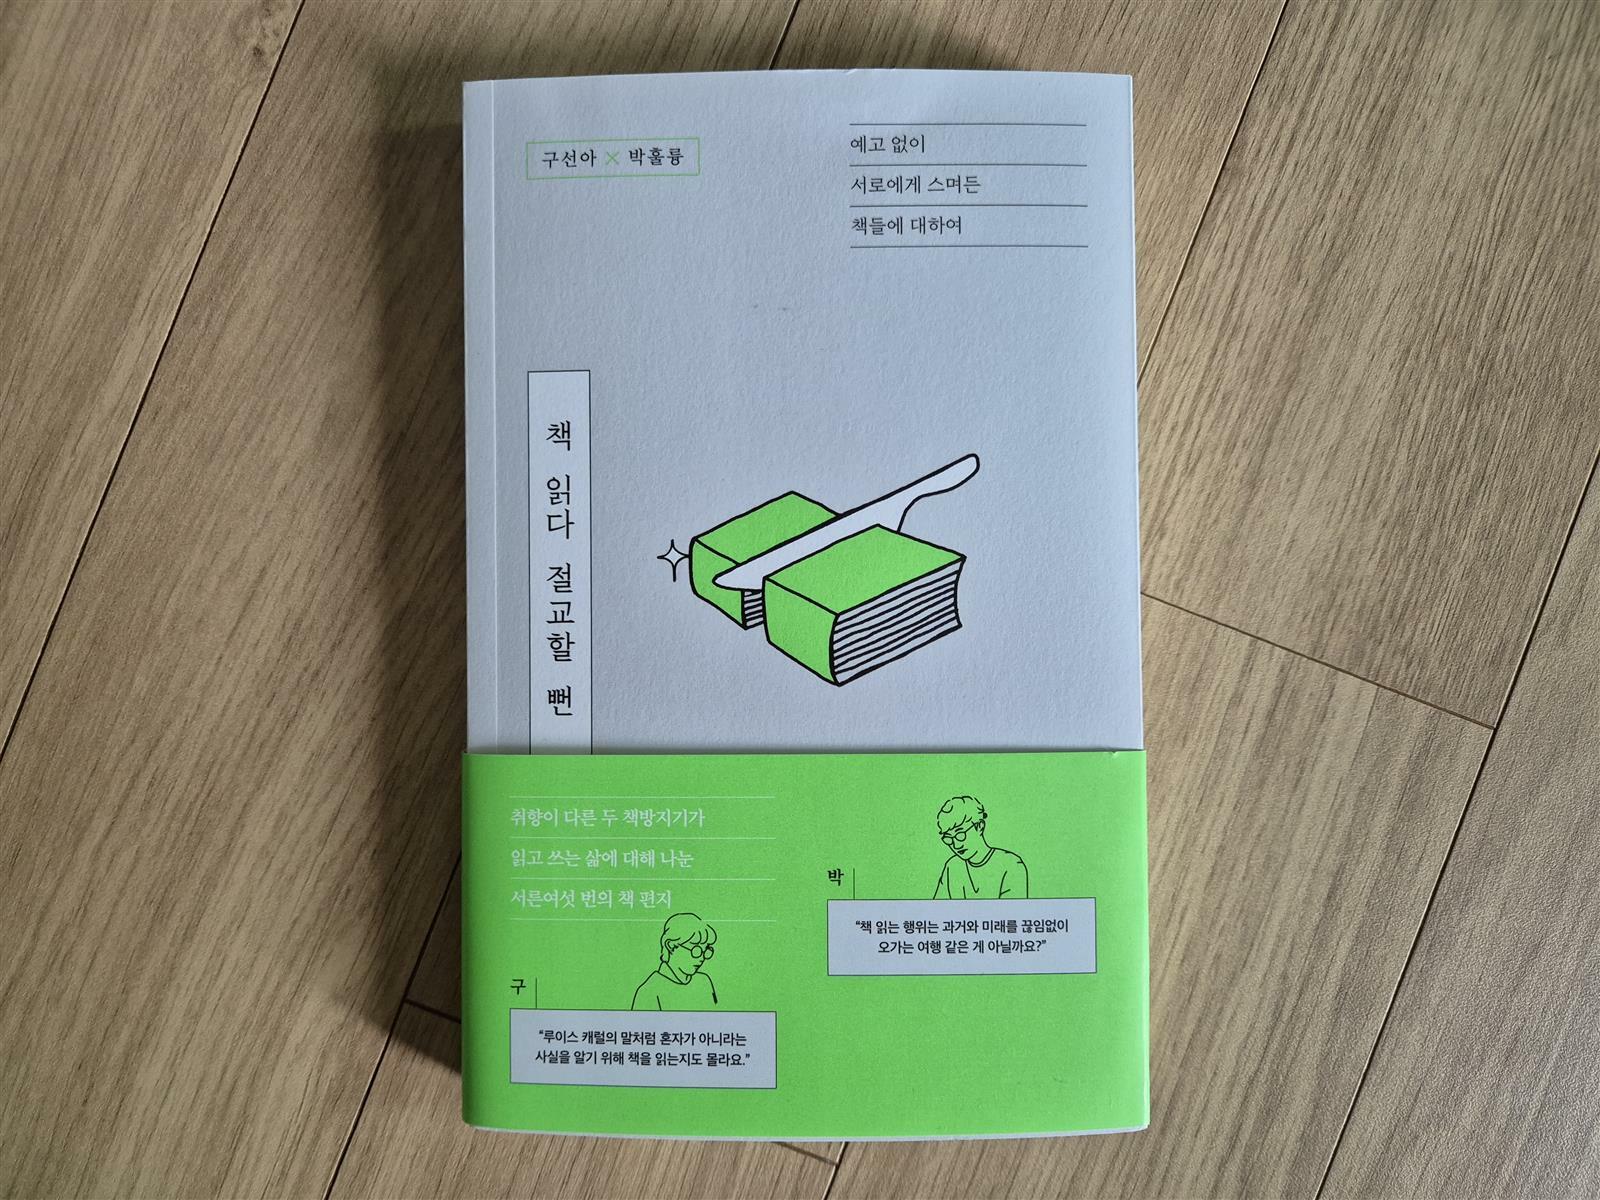 구선아 × 박훌륭
예고 없이
서로에게 스며든
책들에 대하여
책 읽다 절교할 뻔
취향이 다른 두 책방지기가
읽고 쓰는 삶에 대해 나눈
서른여섯 번의 책 편지
박
“책 읽는 행위는 과거와 미래를 끊임없이
오가는 여행 같은 게 아닐까요?”
구
“루이스 캐럴의 말처럼 혼자가 아니라는
사실을 알기 위해 책을 읽는지도 몰라요.”